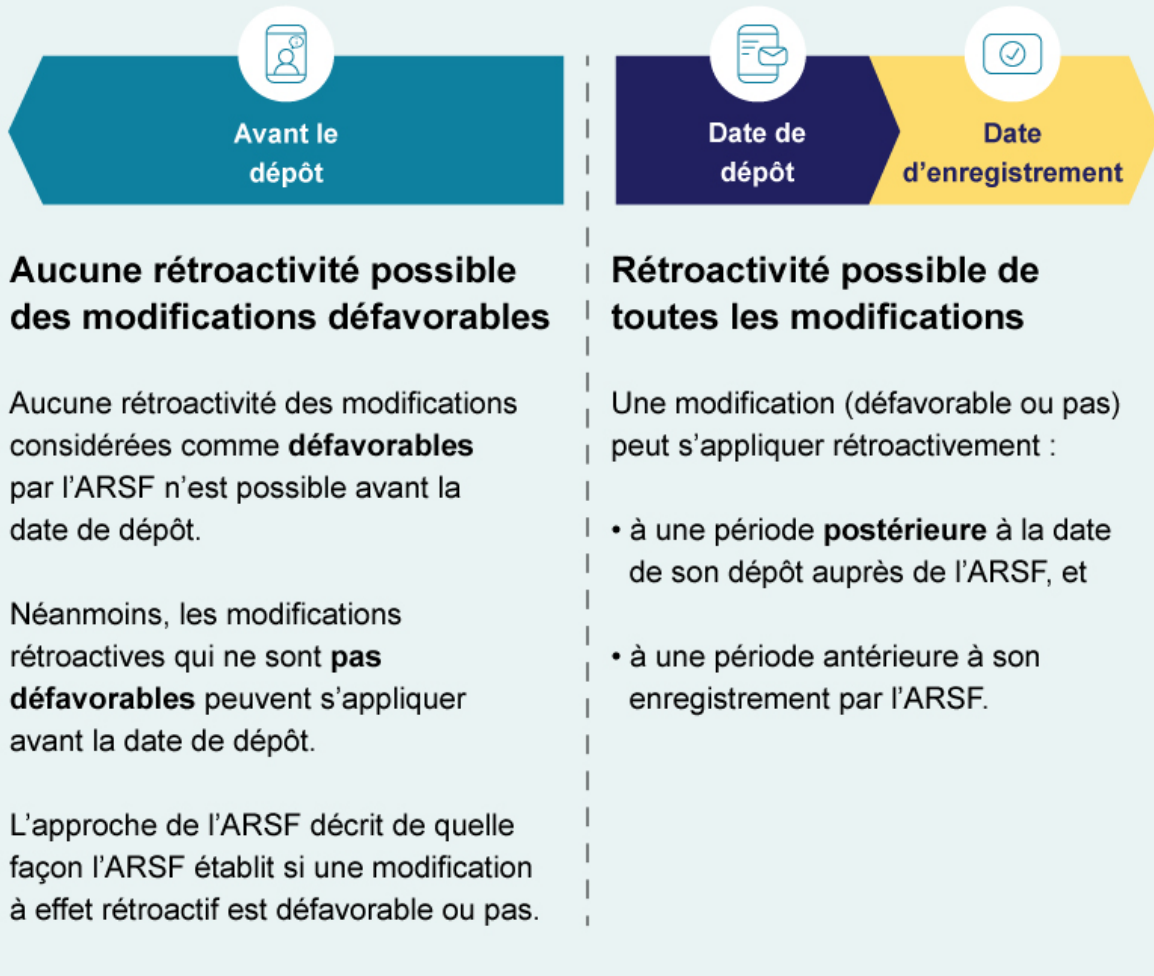 Avant le
dépôt
Aucune rétroactivité possible
des modifications défavorables
Aucune rétroactivité des modifications
considérées comme défavorables
par l’ARSF n’est possible avant la
date de dépôt.
Néanmoins, les modifications
rétroactives qui ne sont pas
défavorables peuvent s’appliquer
avant la date de dépôt.
L’approche de l’ARSF décrit de quelle
façon l’ARSF établit si une modification
à effet rétroactif est défavorable ou pas.
Date de
dépôt
Date
d’enregistrement
Rétroactivité possible de
toutes les modifications
Une modification (défavorable ou pas)
peut s’appliquer rétroactivement :
• à une période postérieure à la date
de son dépôt auprès de l’ARSF, et
• à une période antérieure à son
enregistrement par l’ARSF.